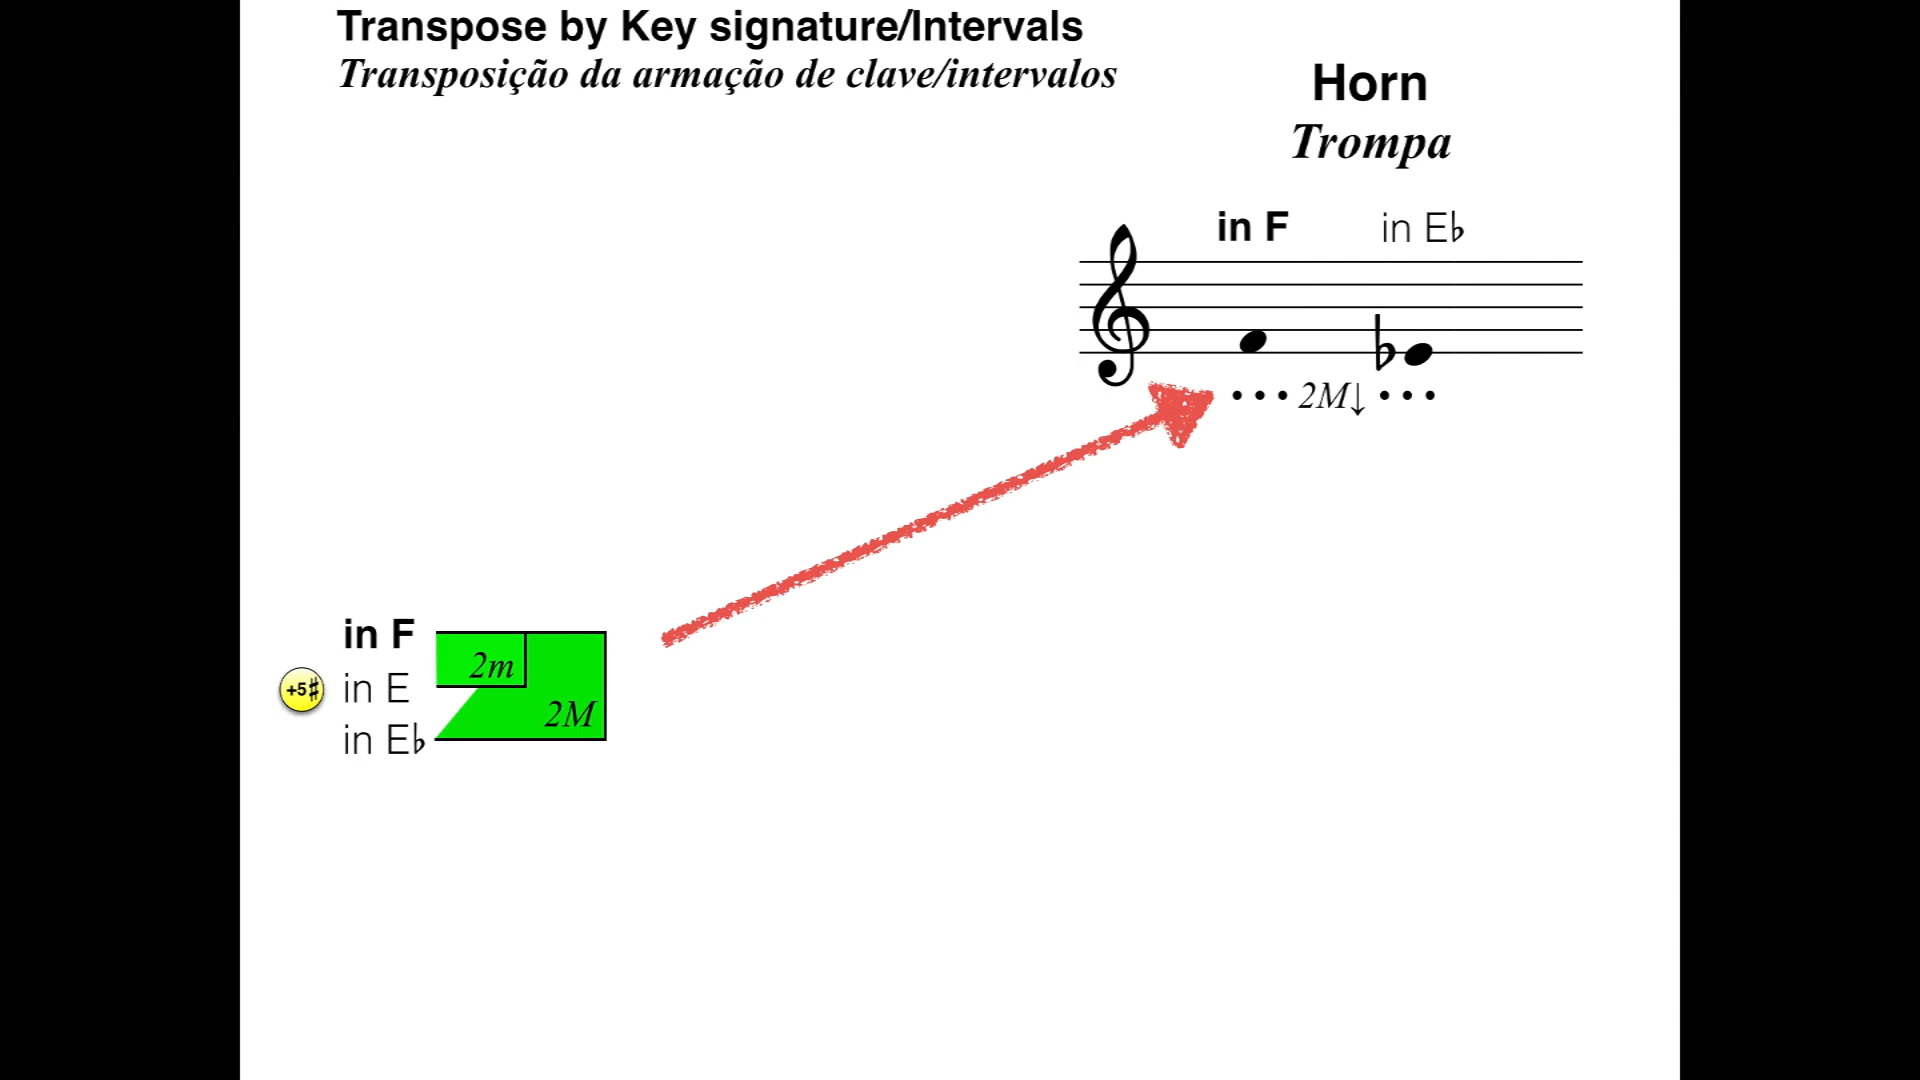 Transpose by Key signature/Intervals
Transposição da armação de clave/intervalos
Horn
Trompa
in F in E♭
• • • 2M↓ • • •
in F
2m
+5♯ in E
2M
in E♭